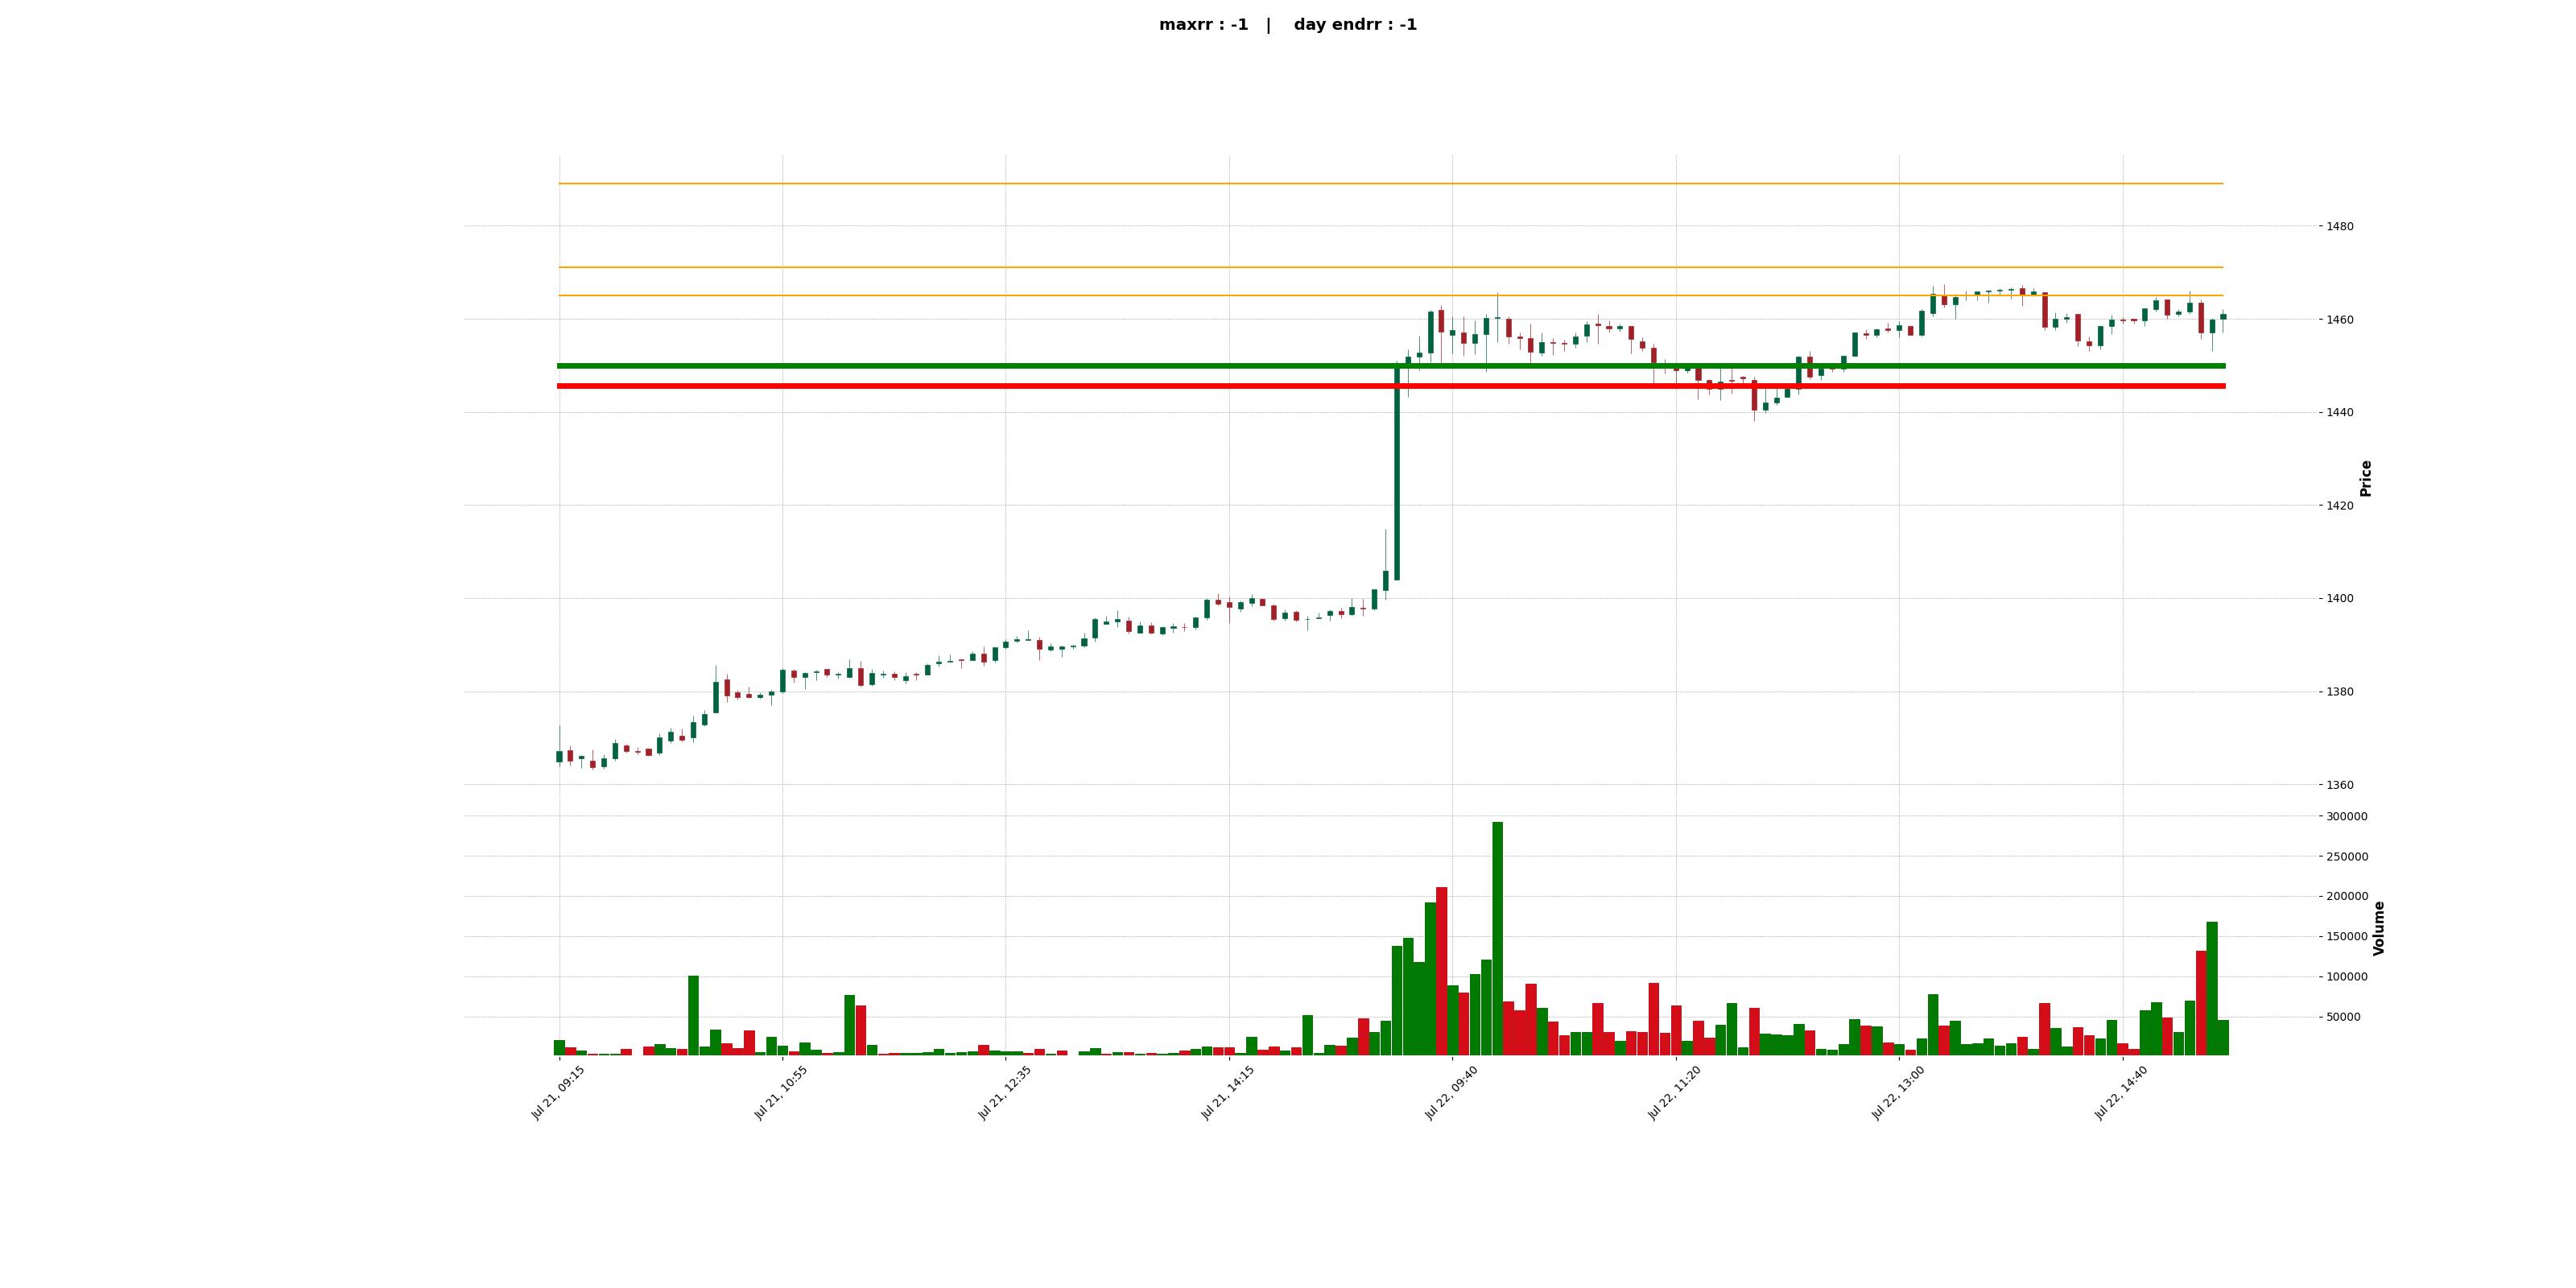 maxrr : -1   |    day endrr : -1
1480
1460
1440
1420
1400
1380
1360
Price
300000
250000
200000
150000
100000
50000
Volume
Jul 21, 09:15
Jul 21, 10:55
Jul 21, 12:35
Jul 21, 14:15
Jul 22, 09:40
Jul 22, 11:20
Jul 22, 13:00
Jul 22, 14:40